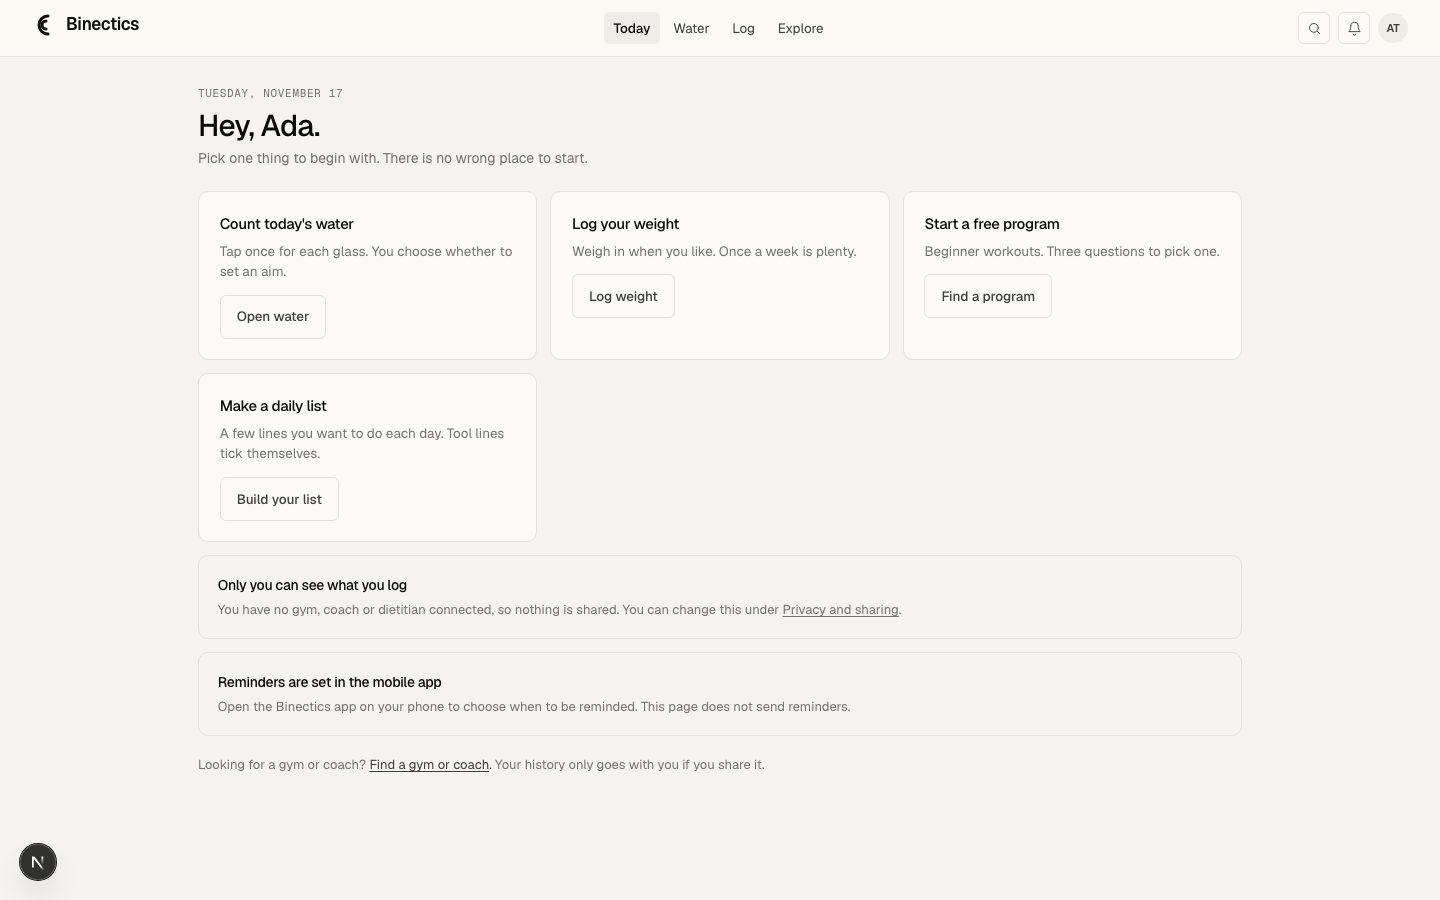 Binectics
Today
Water
Log
Explore
AT
TUESDAY, NOVEMBER 17
Hey, Ada.
Pick one thing to begin with. There is no wrong place to start.
Count today's water
Tap once for each glass. You choose whether to
set an aim.
Open water
Log your weight
Weigh in when you like. Once a week is plenty.
Log weight
Start a free program
Beginner workouts. Three questions to pick one.
Find a program
Make a daily list
A few lines you want to do each day. Tool lines
tick themselves.
Build your list
Only you can see what you log
You have no gym, coach or dietitian connected, so nothing is shared. You can change this under Privacy and sharing.
Reminders are set in the mobile app
Open the Binectics app on your phone to choose when to be reminded. This page does not send reminders.
Looking for a gym or coach? Find a gym or coach. Your history only goes with you if you share it.
N